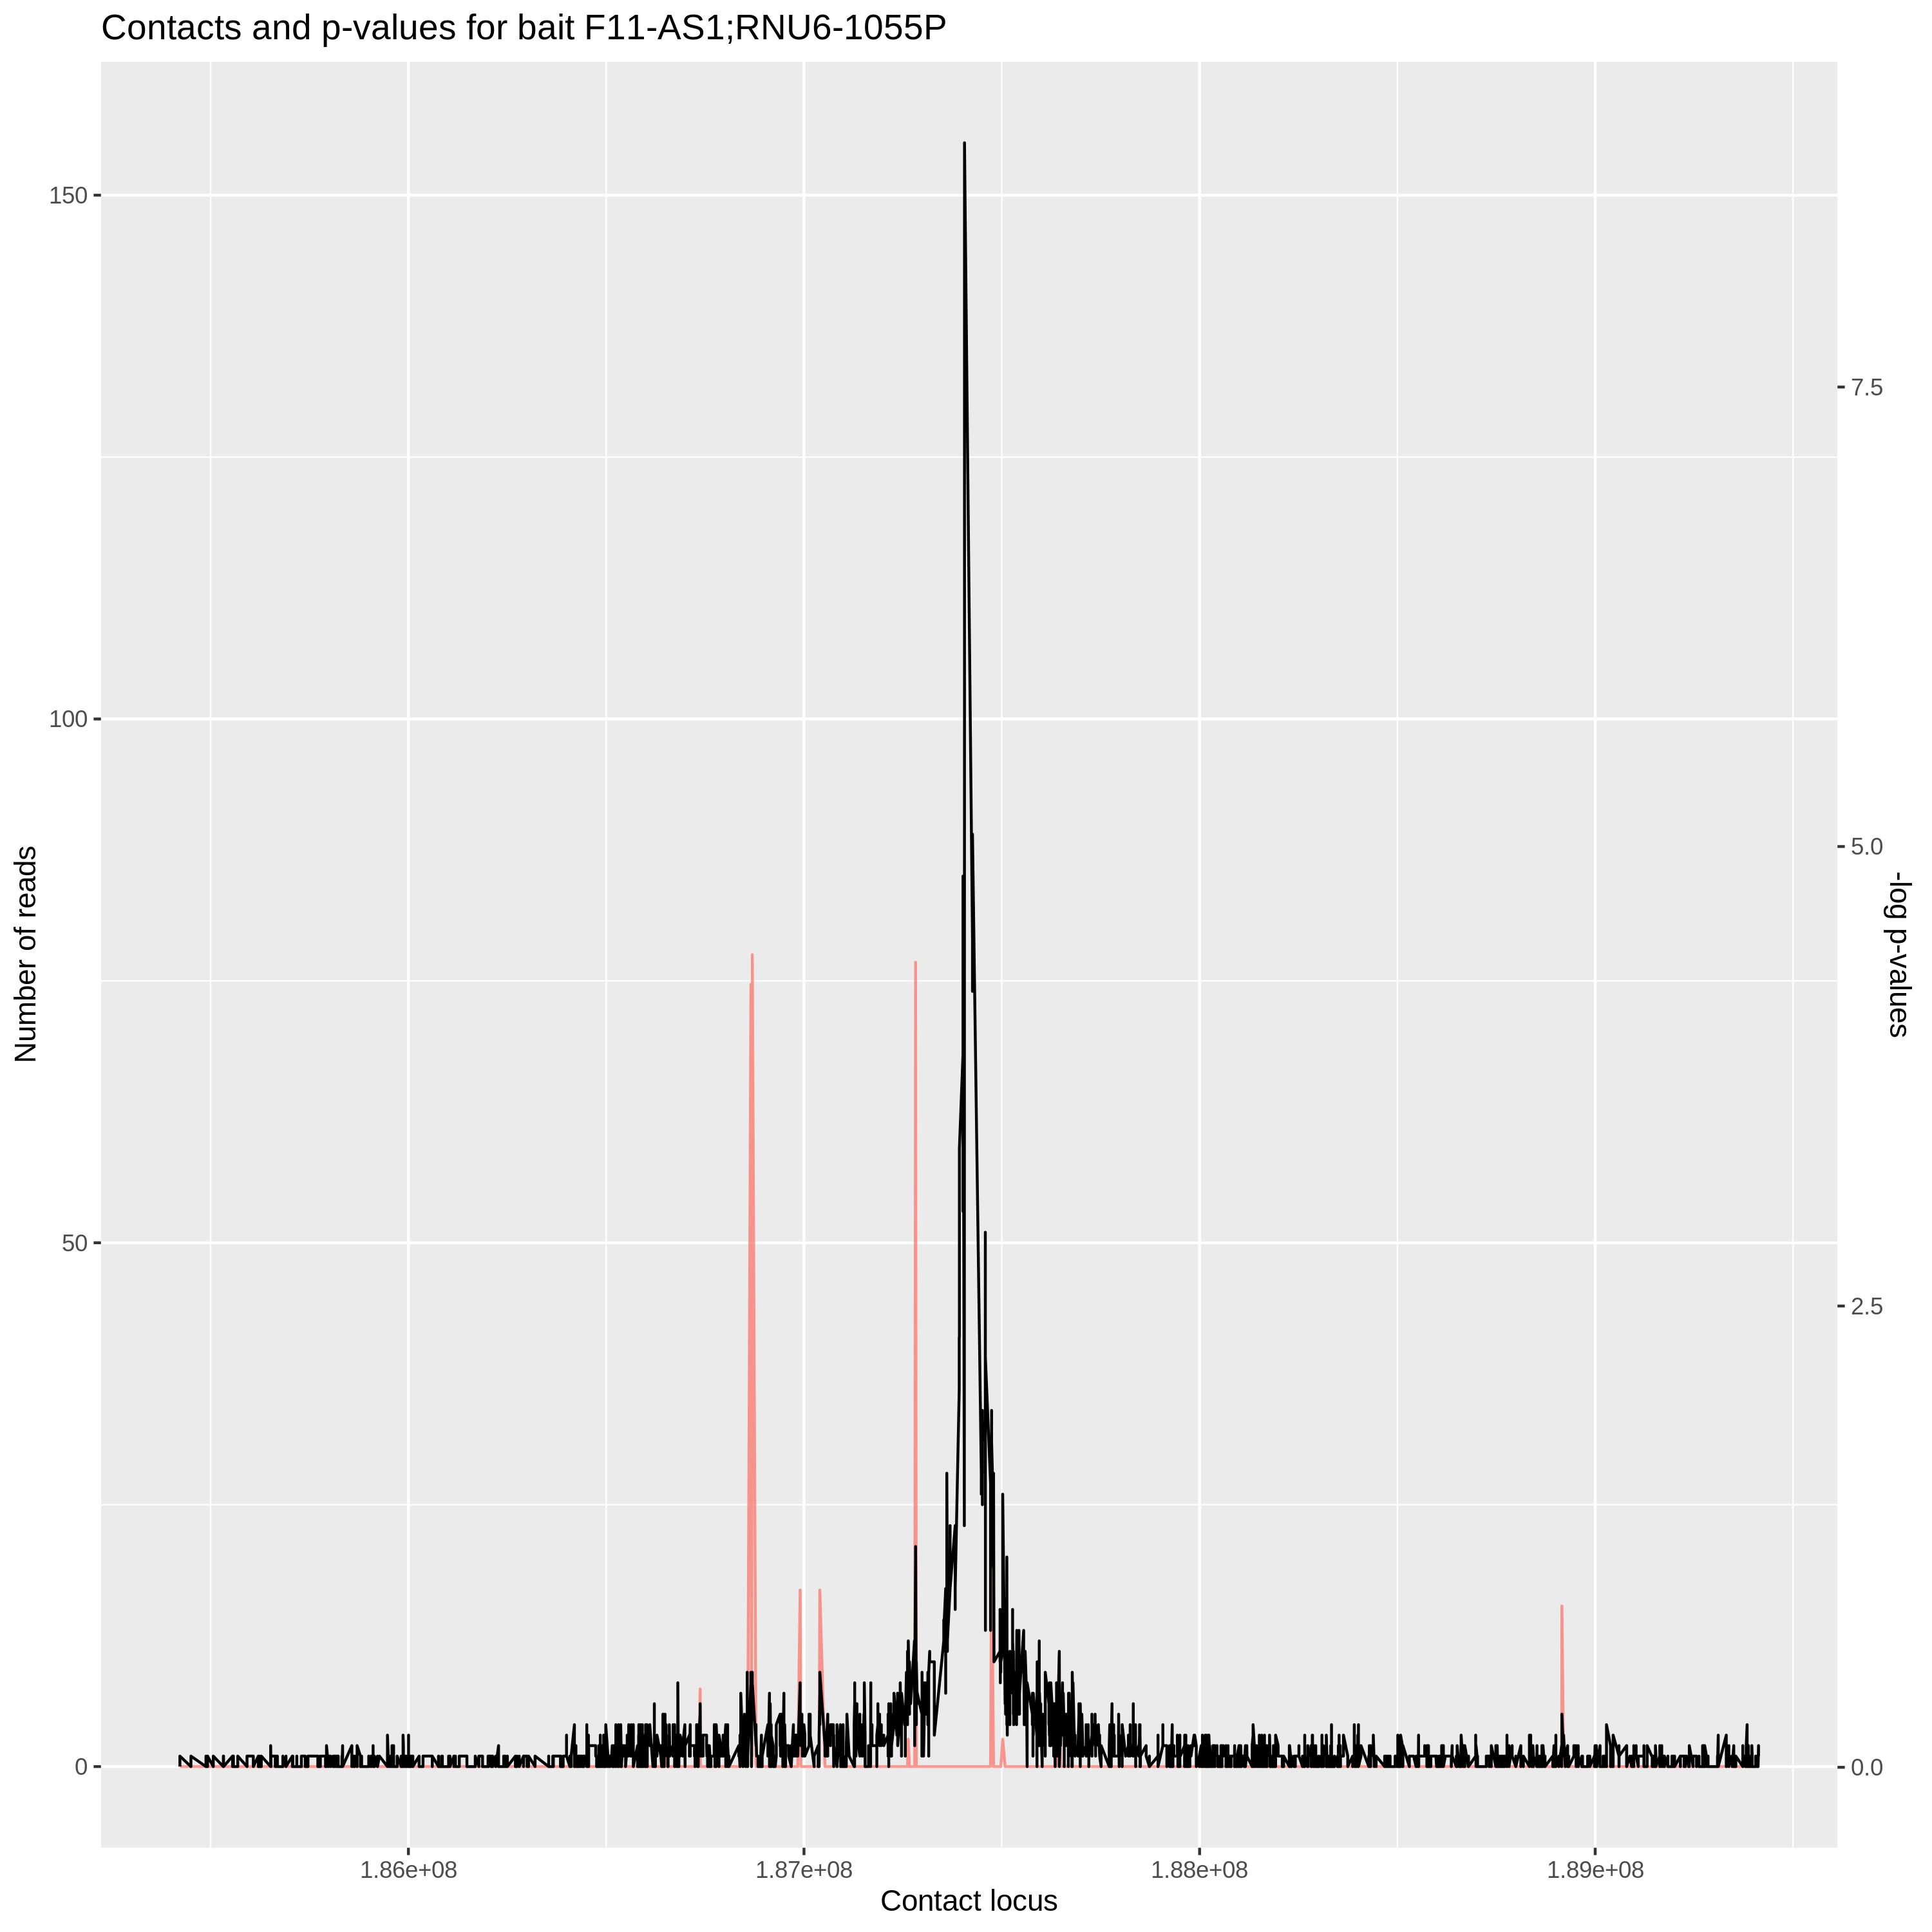 Contacts and p-values for bait F11-AS1;RNU6-1055P
150
100
50
0
Number of reads
7.5
5.0
2.5
0.0
-log p-values
1.86e+08
1.87e+08
1.88e+08
1.89e+08
Contact locus